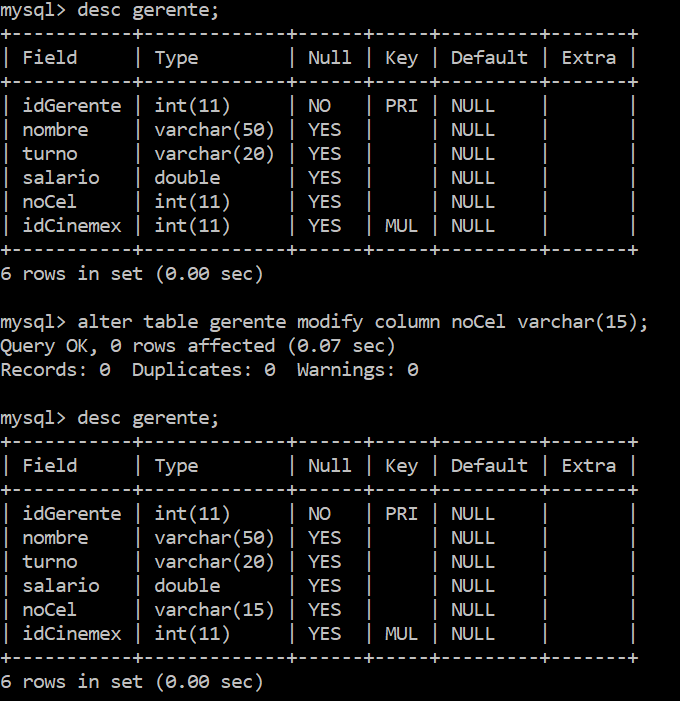 mysql> desc gerente;
+-----------+-------------+------+-----+---------+-------+
| Field     | Type        | Null | Key | Default | Extra |
+-----------+-------------+------+-----+---------+-------+
| idGerente | int(11)     | NO   | PRI | NULL    |       |
| nombre    | varchar(50) | YES  |     | NULL    |       |
| turno     | varchar(20) | YES  |     | NULL    |       |
| salario   | double      | YES  |     | NULL    |       |
| noCel     | int(11)     | YES  |     | NULL    |       |
| idCinemex | int(11)     | YES  | MUL | NULL    |       |
+-----------+-------------+------+-----+---------+-------+
6 rows in set (0.00 sec)
mysql> alter table gerente modify column noCel varchar(15);
Query OK, 0 rows affected (0.07 sec)
Records: 0  Duplicates: 0  Warnings: 0
mysql> desc gerente;
+-----------+-------------+------+-----+---------+-------+
| Field     | Type        | Null | Key | Default | Extra |
+-----------+-------------+------+-----+---------+-------+
| idGerente | int(11)     | NO   | PRI | NULL    |       |
| nombre    | varchar(50) | YES  |     | NULL    |       |
| turno     | varchar(20) | YES  |     | NULL    |       |
| salario   | double      | YES  |     | NULL    |       |
| noCel     | varchar(15) | YES  |     | NULL    |       |
| idCinemex | int(11)     | YES  | MUL | NULL    |       |
+-----------+-------------+------+-----+---------+-------+
6 rows in set (0.00 sec)